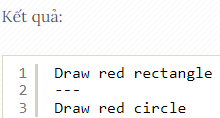 Kết quả:
1 Draw red rectangle
2 ---
3 Draw red circle